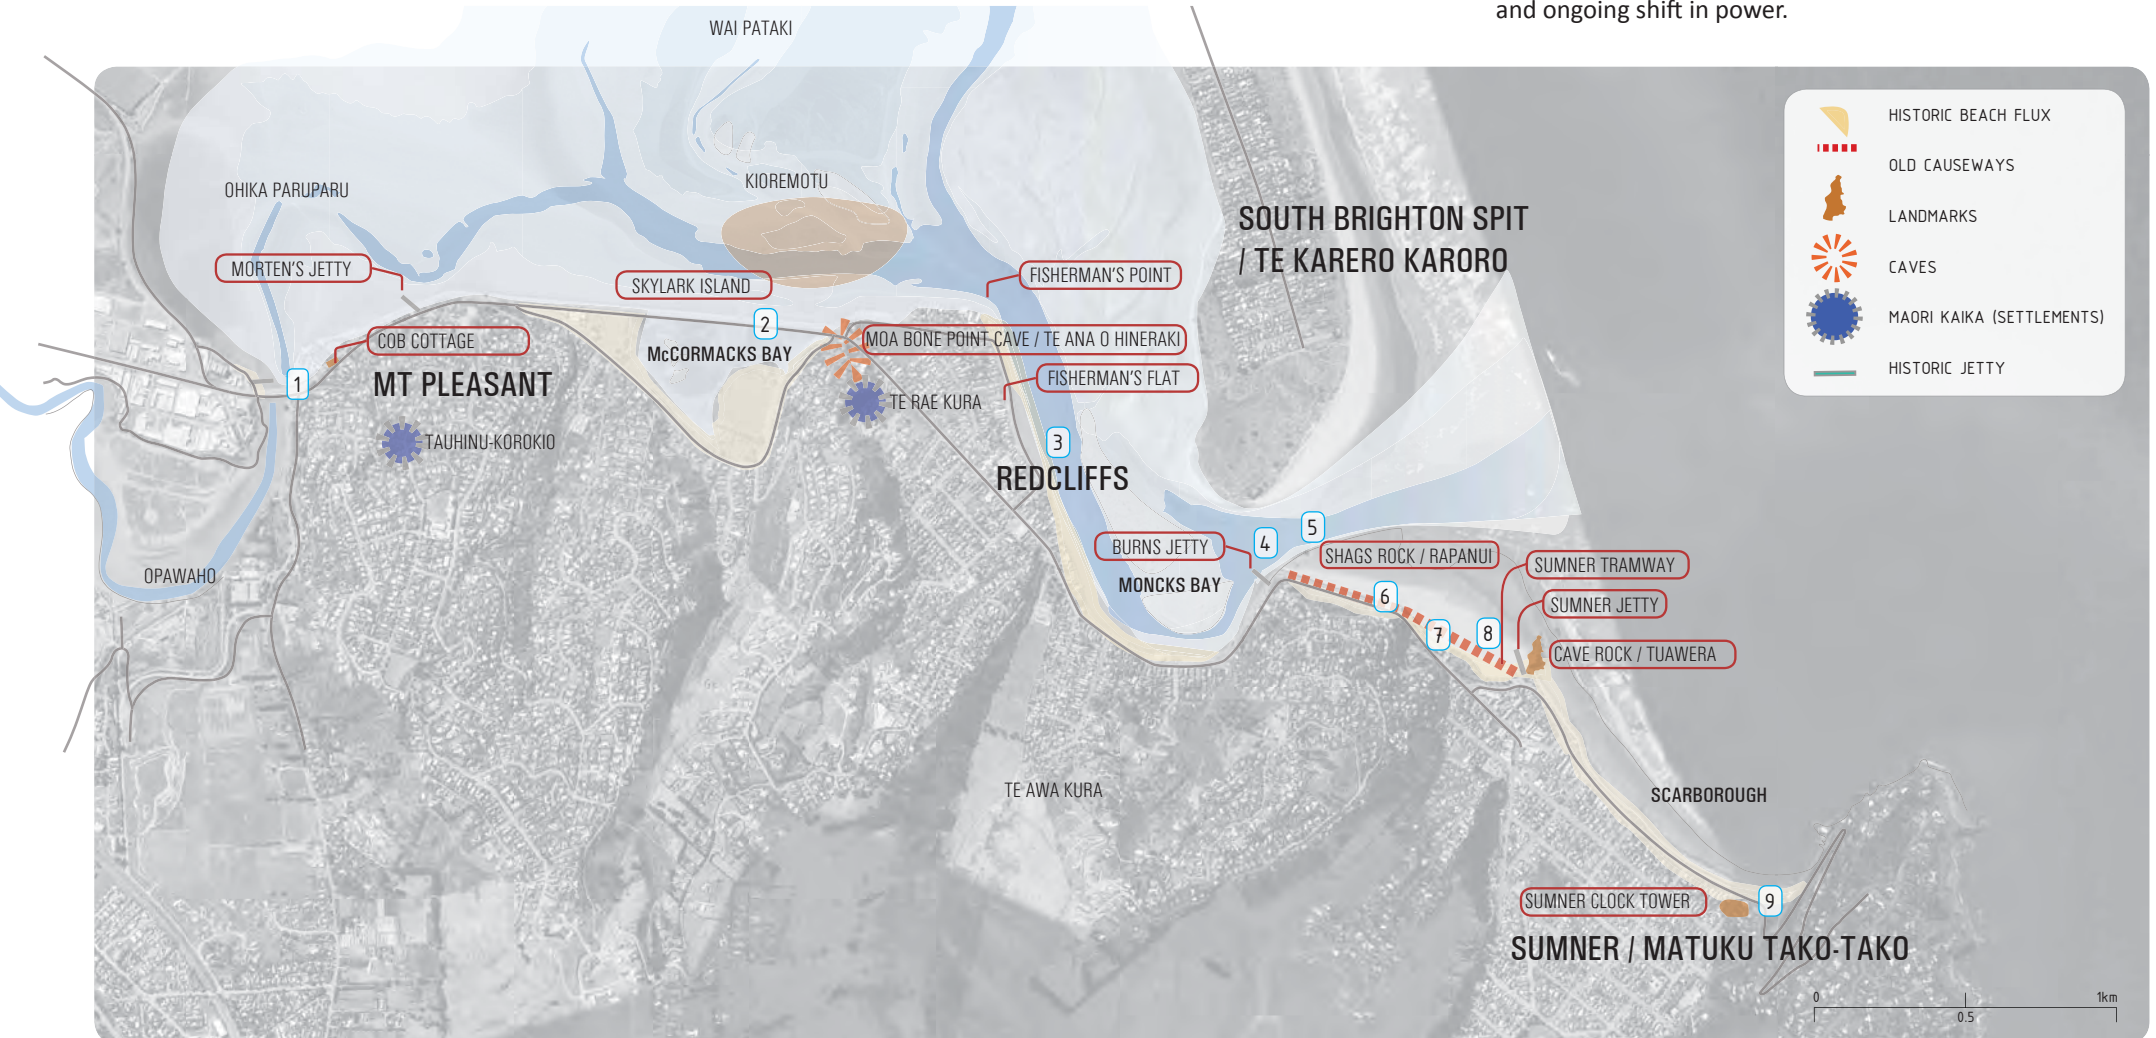 and ongoing shift in power.
WAI PATAKI
HISTORIC BEACH FLUX
OLD CAUSEWAYS
LANDMARKS
CAVES
MAORI KAIKA (SETTLEMENTS)
HISTORIC JETTY
OHIKA PARUPARU
KIOREMOTU
SOUTH BRIGHTON SPIT
/ TE KARERO KARORO
MORTEN'S JETTY
SKYLARK ISLAND
FISHERMAN'S POINT
2
COB COTTAGE
McCORMACKS BAY
MOA BONE POINT CAVE / TE ANA O HINERAKI
1
MT PLEASANT
FISHERMAN'S FLAT
TE RAE KURA
TAUHINU-KOROKIO
3
REDCLIFFS
5
4
BURNS JETTY
SHAGS ROCK / RAPANUI
SUMNER TRAMWAY
OPAWAHO
MONCKS BAY
6
SUMNER JETTY
7
8
CAVE ROCK / TUAWERA
TE AWA KURA
SCARBOROUGH
SUMNER CLOCK TOWER
9
SUMNER / MATUKU TAKO-TAKO
0
1km
0.5